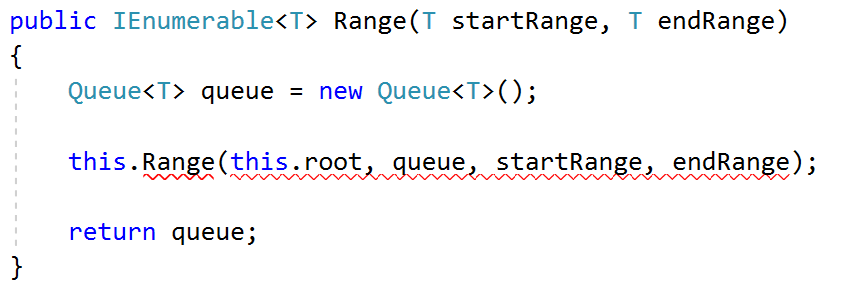 public IEnumerable<T> Range(T startRange, T endRange)
{
Queue<T> queue = new Queue<T>();
this.Range(this.root, queue, startRange, endRange);
return queue;
}